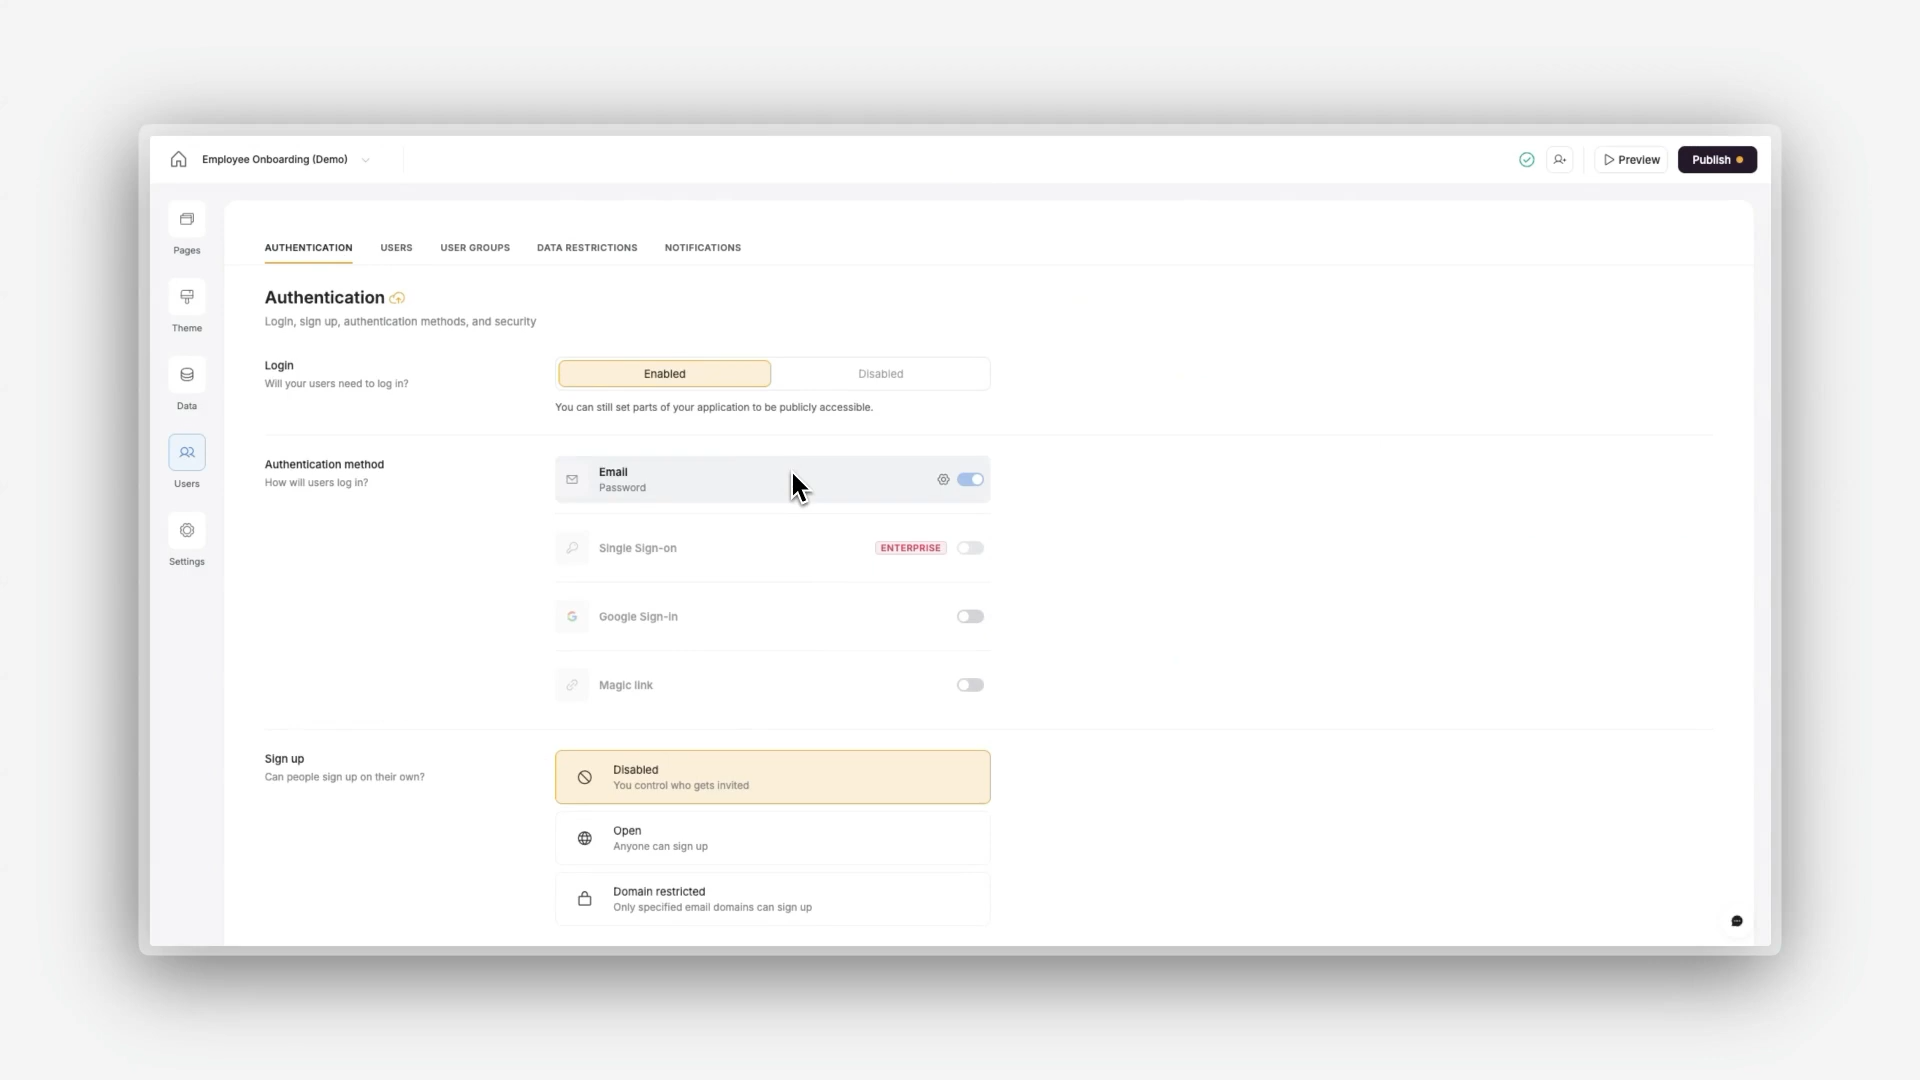 Employee Onboarding (Demo)
Preview
Publish
Pages
Theme
Data
Users
Settings
AUTHENTICATION
USERS
USER GROUPS
DATA RESTRICTIONS
NOTIFICATIONS
Authentication
Login, sign up, authentication methods, and security
Login
Will your users need to log in?
Enabled
Disabled
You can still set parts of your application to be publicly accessible.
Authentication method
How will users log in?
Email
Password
Single Sign-on
ENTERPRISE
Google Sign-in
Magic link
Sign up
Can people sign up on their own?
Disabled
You control who gets invited
Open
Anyone can sign up
Domain restricted
Only specified email domains can sign up